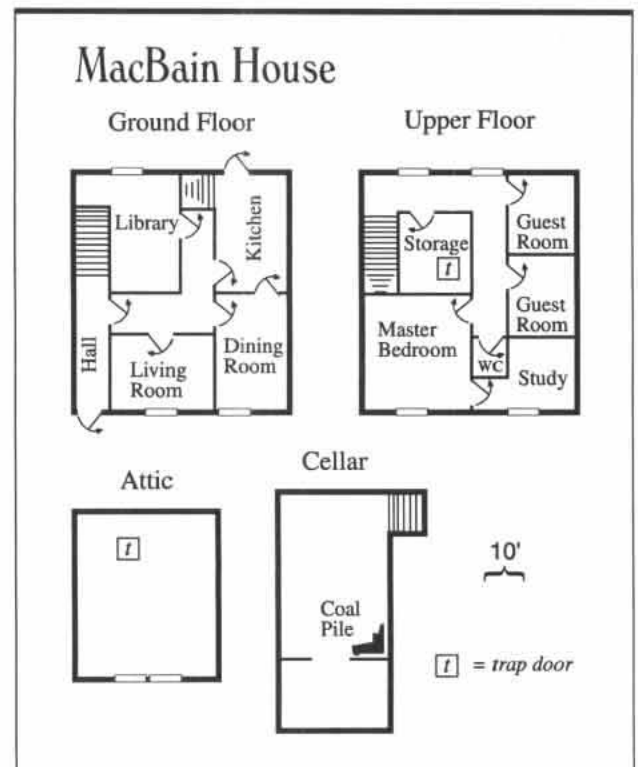 MacBain House
Ground Floor
Upper Floor
Library
Kitchen
Hall
Living
Room
Dining
Room
Storage
t
Guest
Room
Guest
Room
Master
Bedroom
WC
Study
Attic
t
Cellar
Coal
Pile
10'
t = trap door